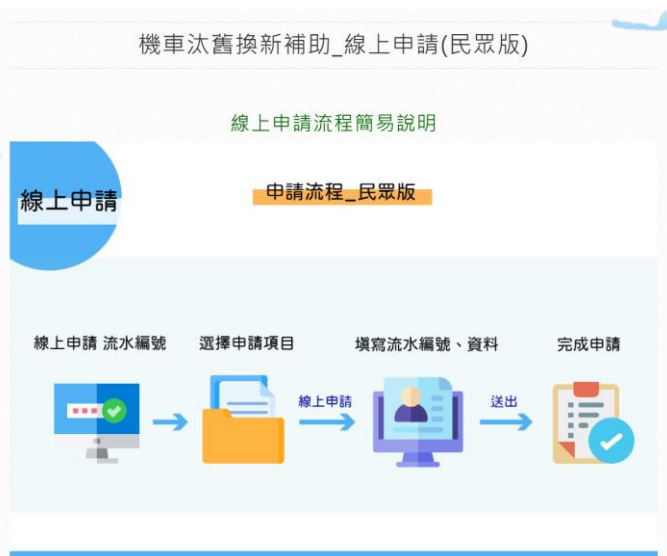 機車汰舊換新補助_線上申請(民眾版)
線上申請流程簡易說明
線上申請
申請流程_民眾版
線上申請 流水編號
選擇申請項目
填寫流水編號、資料
完成申請
線上申請
送出